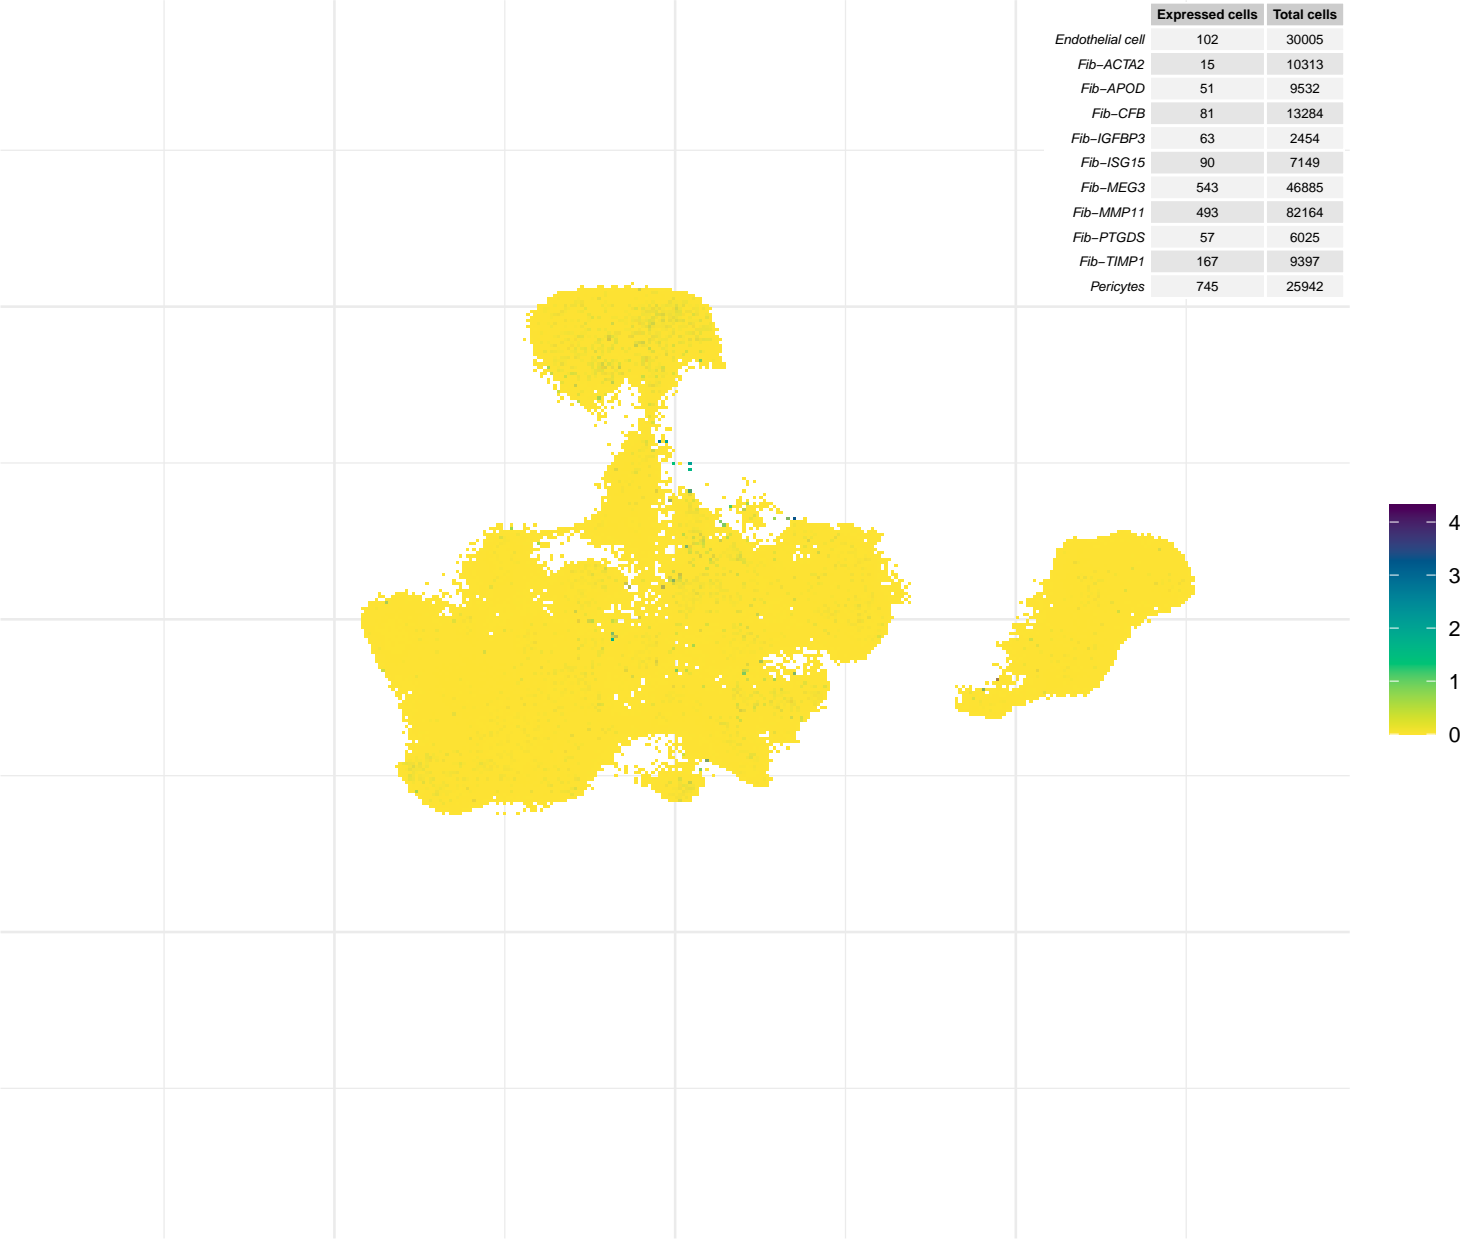 Expressed cells Total cells
Endothelial cell 102 30005
Fib−ACTA2 15 10313
Fib−APOD 51 9532
Fib−CFB 81 13284
Fib−IGFBP3 63 2454
Fib−ISG15 90 7149
Fib−MEG3 543 46885
Fib−MMP11 493 82164
Fib−PTGDS 57 6025
Fib−TIMP1 167 9397
Pericytes 745 25942
4
3
2
1
0